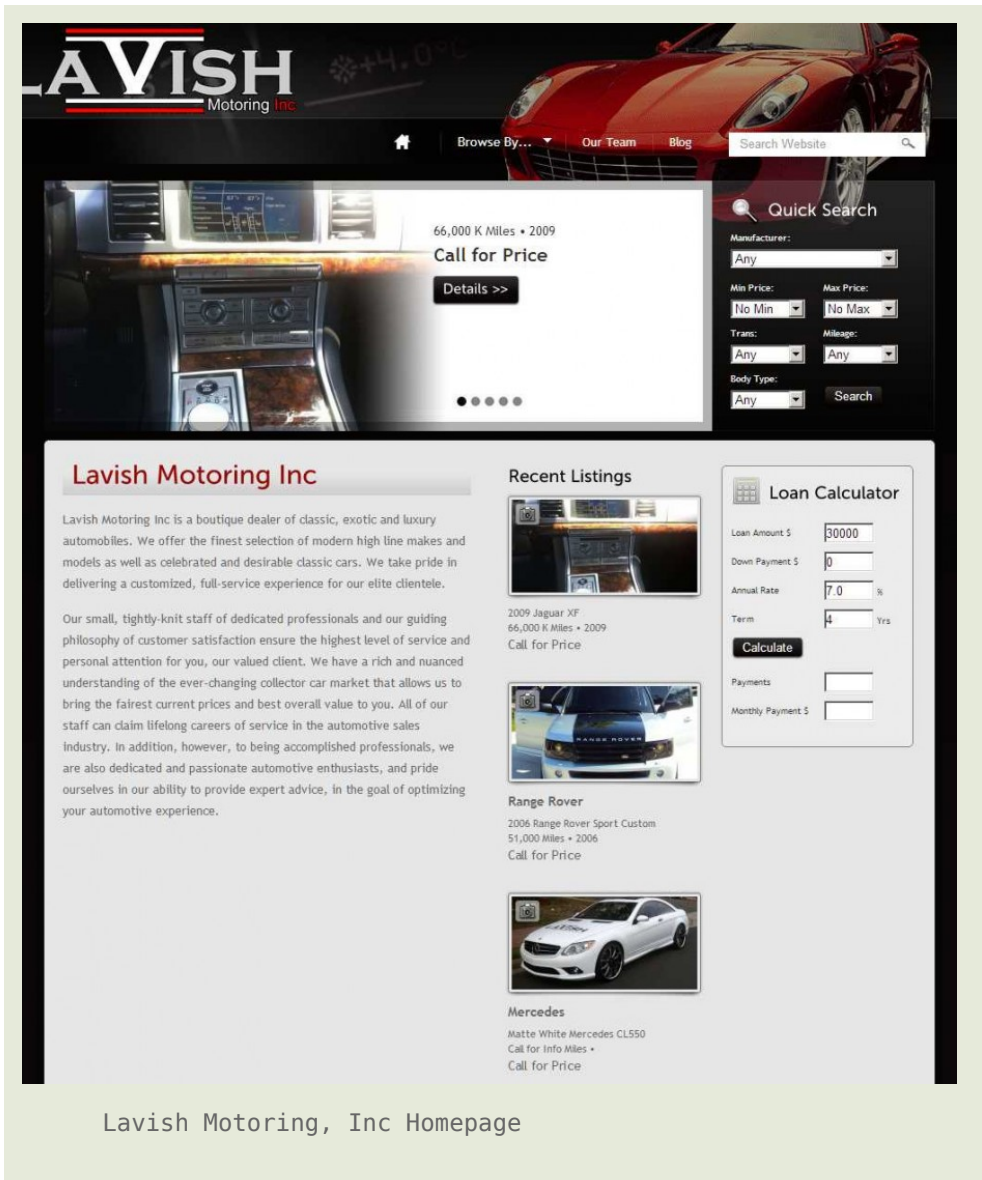 LAVISH
Motoring Inc
+4.0°C
Browse By...
Our Team
Blog
Search Website
66,000 K Miles • 2009
Call for Price
Details >>
Quick Search
Manufacturer:
Any
Min Price:
Max Price:
No Min
No Max
Trans:
Mileage:
Any
Any
Body Type:
Any
Search
Lavish Motoring Inc
Lavish Motoring Inc is a boutique dealer of classic, exotic and luxury
automobiles. We offer the finest selection of modern high line makes and
models as well as celebrated and desirable classic cars. We take pride in
delivering a customized, full-service experience for our elite clientele.
Our small, tightly-knit staff of dedicated professionals and our guiding
philosophy of customer satisfaction ensure the highest level of service and
personal attention for you, our valued client. We have a rich and nuanced
understanding of the ever-changing collector car market that allows us to
bring the fairest current prices and best overall value to you. All of our
staff can claim lifelong careers of service in the automotive sales
industry. In addition, however, to being accomplished professionals, we
are also dedicated and passionate automotive enthusiasts, and pride
ourselves in our ability to provide expert advice, in the goal of optimizing
your automotive experience.
Recent Listings
2009 Jaguar XF
66,000 K Miles • 2009
Call for Price
RANGE ROVER
Range Rover
2006 Range Rover Sport Custom
51,000 Miles • 2006
Call for Price
LAVISH
Mercedes
Matte White Mercedes CL550
Call for Info Miles •
Call for Price
Loan Calculator
Loan Amount $
30000
Down Payment $
0
Annual Rate
7.0
%
Term
4
Yrs
Calculate
Payments
Monthly Payment $
Lavish Motoring, Inc Homepage